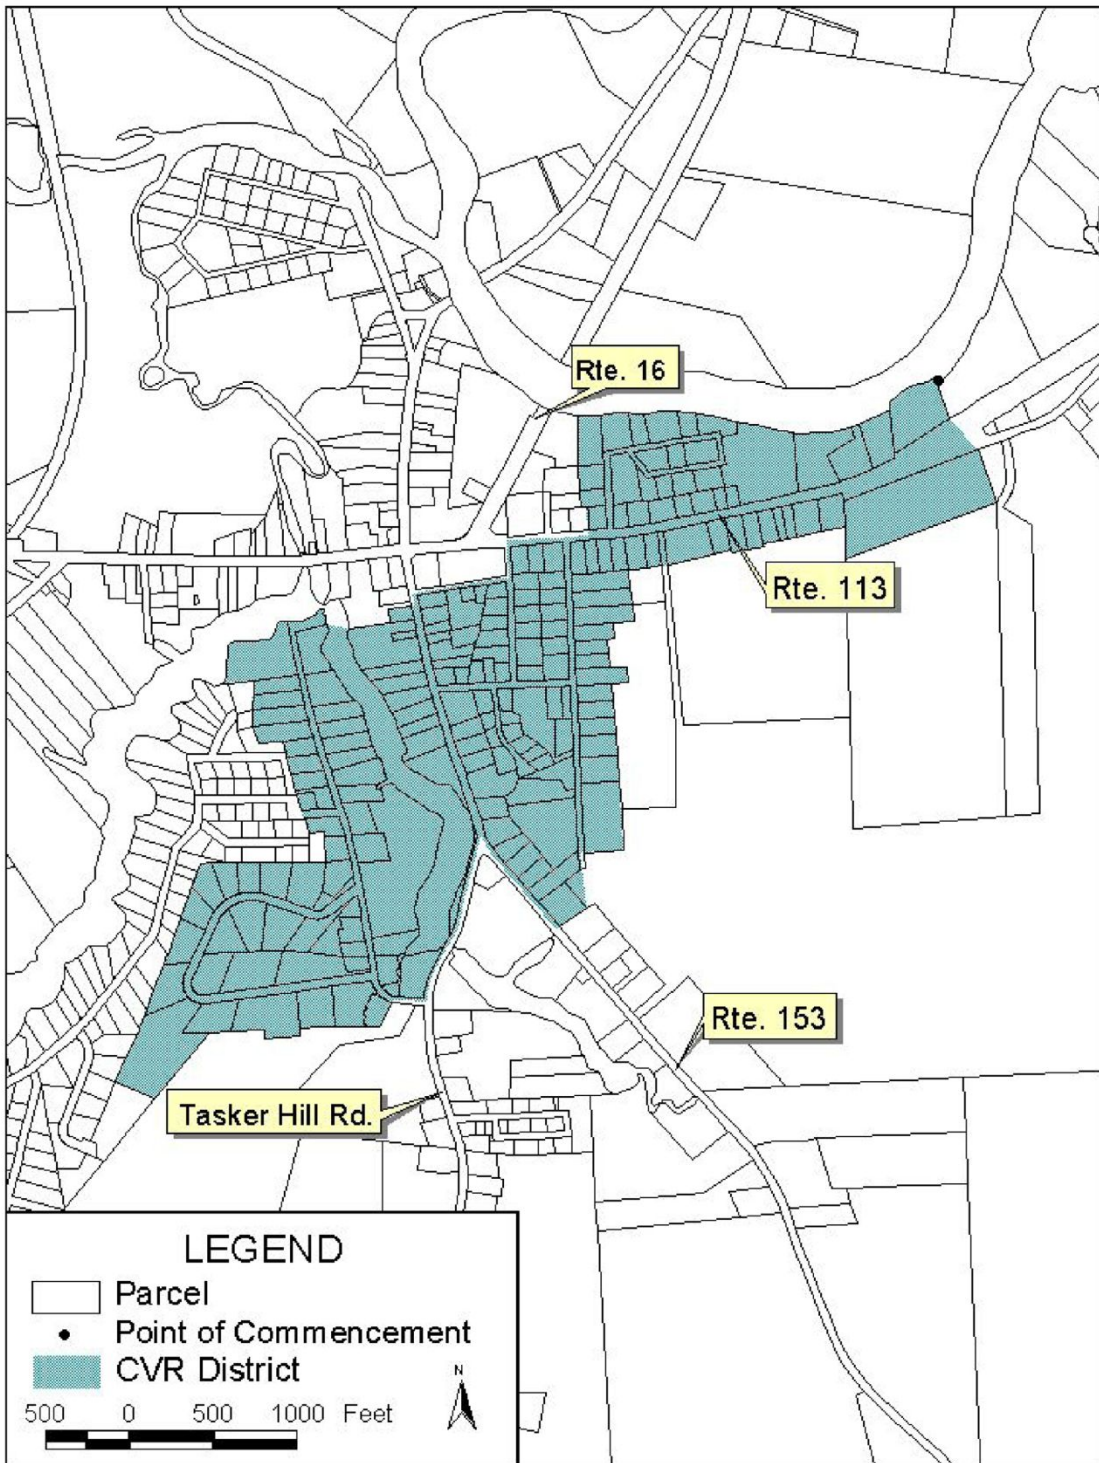 Rte. 16
Rte. 113
Rte. 153
Tasker Hill Rd.
LEGEND
Parcel
Point of Commencement
CVR District
N
500 0 500 1000 Feet